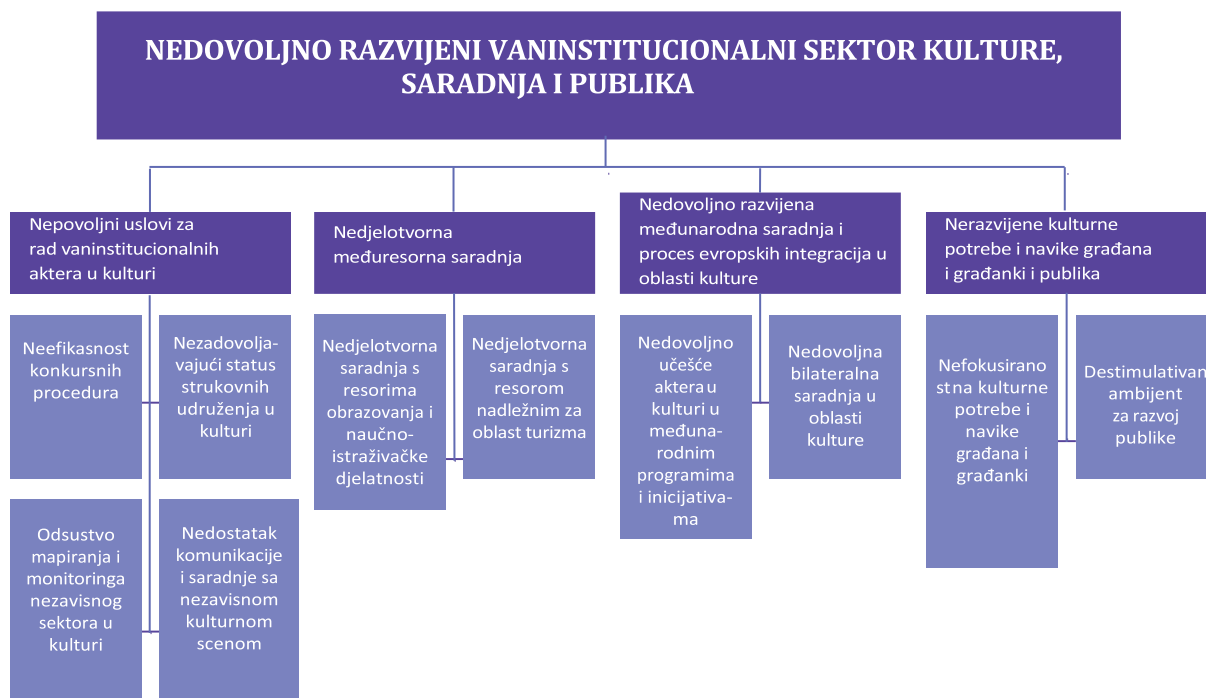 NEDOVOLJNO RAZVIJENI VANINSTITUCIONALNI SEKTOR KULTURE,
SARADNJA I PUBLIKA
Nepovoljni uslovi za
rad vaninstitucionalnih
aktera u kulturi
Neefikasnost
konkursnih
procedura
Nezadovolja-
vajući status
strukovnih
udruženja u
kulturi
Odsustvo
mapiranja i
monitoringa
nezavisnog
sektora u
kulturi
Nedostatak
komunikacije
i saradnje sa
nezavisnom
kulturnom
scenom
Nedjelotvorna
međuresorna saradnja
Nedjelotvorna
saradnja s
resorima
obrazovanja i
naučno-
istraživačke
djelatnosti
Nedjelotvorna
saradnja s
resorom
nadležnim za
oblast turizma
Nedovoljno razvijena
međunarodna saradnja i
proces evropskih integracija u
oblasti kulture
Nedovoljno
učešće
aktera u
kulturi u
međuna-
rodnim
programima
i inicijativa-
ma
Nedovoljna
bilateralna
saradnja u
oblasti
kulture
Nerazvijene kulturne
potrebe i navike građana
i građanki i publika
Nefokusirano
st na kulturne
potrebe i
navike
građana i
građanki
Destimulativan
ambijent
za razvoj
publike